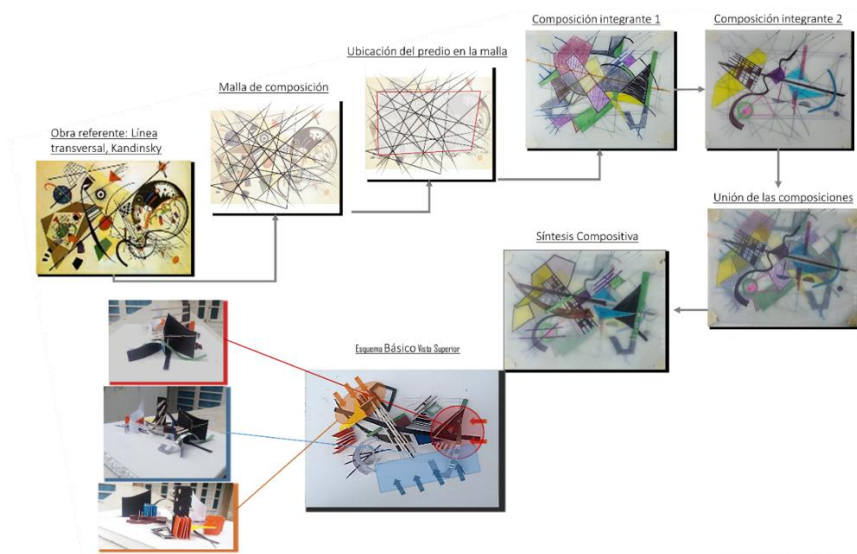 Obra referente: Línea
transversal, Kandinsky
Malla de composición
Ubicación del predio en la malla
Composición integrante 1
Composición integrante 2
Unión de las composiciones
Síntesis Compositiva
Esquema Básico Vista Superior